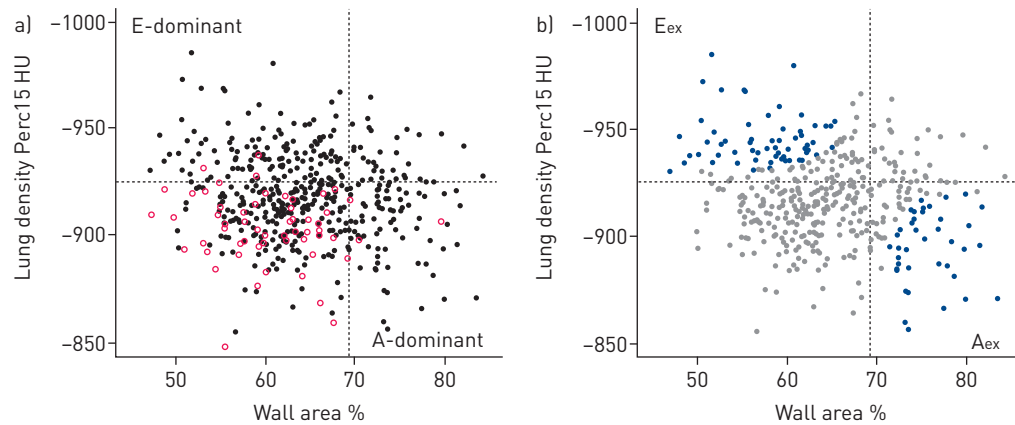 a)
E-dominant
A-dominant
Lung density Perc15 HU
−1000
−950
−900
−850
50 60 70 80
Wall area %
b)
Eex
Aex
Lung density Perc15 HU
−1000
−950
−900
−850
50 60 70 80
Wall area %